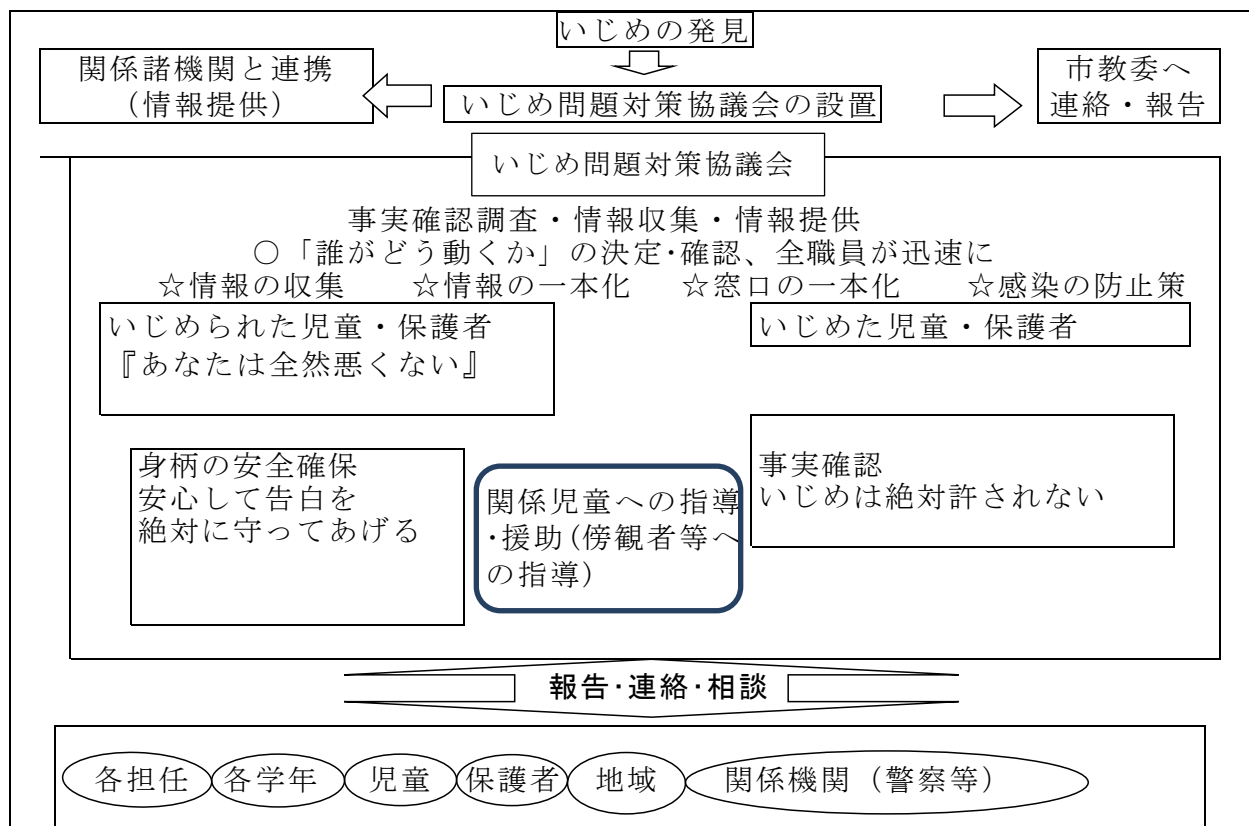 いじめの発見
関係諸機関と連携
（情報提供）
いじめ問題対策協議会の設置
市教委へ
連絡・報告
いじめ問題対策協議会
事実確認調査・情報収集・情報提供
○「誰がどう動くか」の決定･確認、全職員が迅速に
☆情報の収集　☆情報の一本化　☆窓口の一本化　☆感染の防止策
いじめられた児童・保護者
『あなたは全然悪くない』
いじめた児童・保護者
身柄の安全確保
安心して告白を
絶対に守ってあげる
関係児童への指導
･援助(傍観者等へ
の指導)
事実確認
いじめは絶対許されない
報告･連絡･相談
各担任　各学年　児童　保護者　地域　関係機関（警察等）